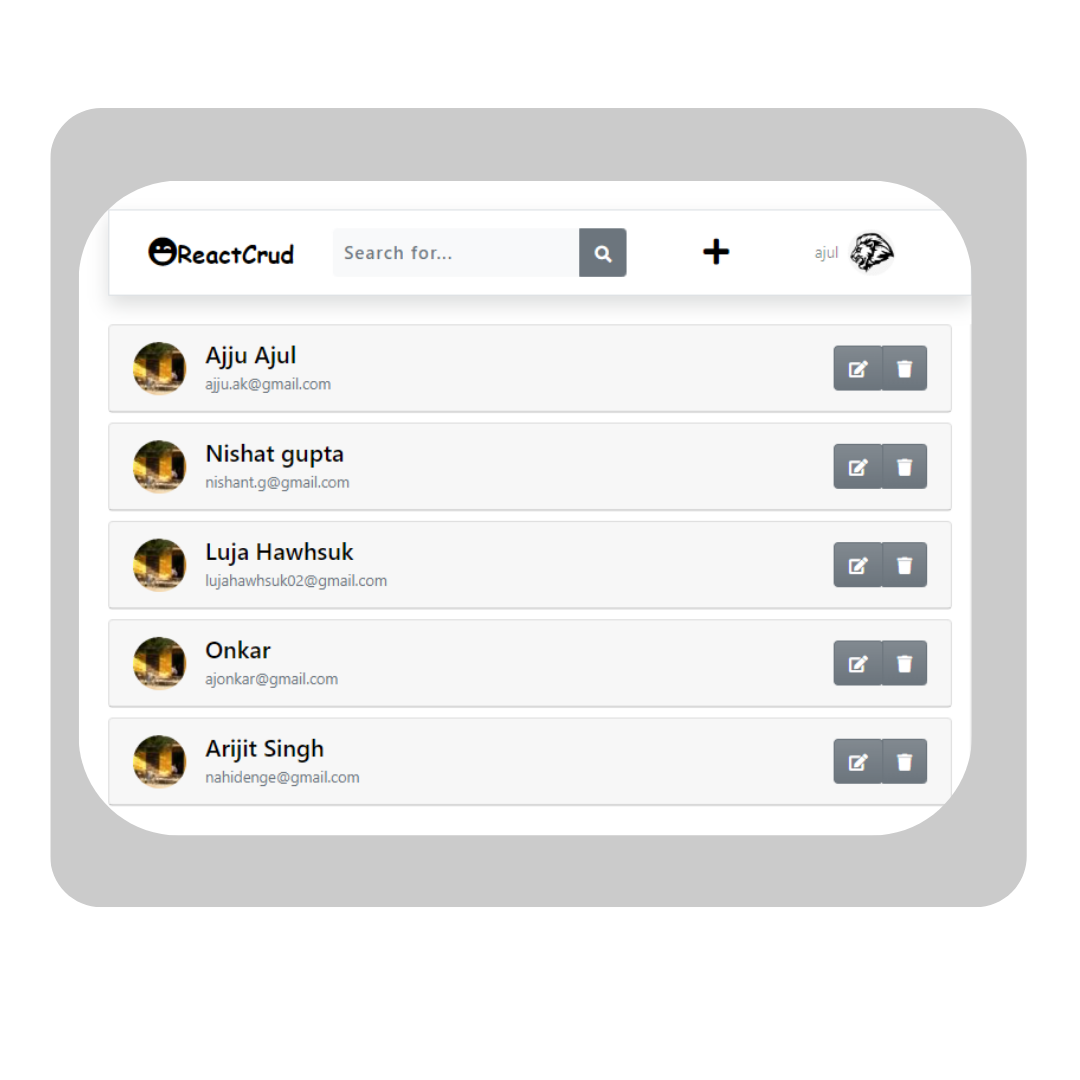 ReactCrud
Search for...
ajul
Ajju Ajul
ajju.ak@gmail.com
Nishat gupta
nishant.g@gmail.com
Luja Hawhsuk
lujahawhsuk02@gmail.com
Onkar
ajonkar@gmail.com
Arijit Singh
nahidenge@gmail.com